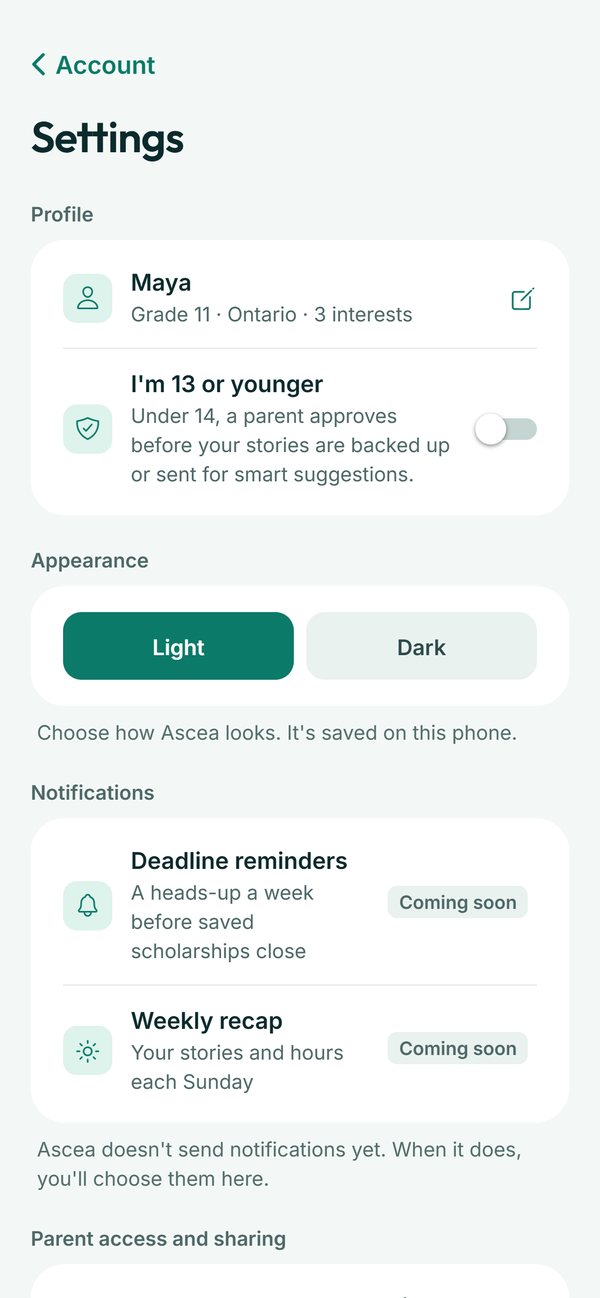 Account
Settings
Profile
Maya
Grade 11 · Ontario · 3 interests
I'm 13 or younger
Under 14, a parent approves
before your stories are backed up
or sent for smart suggestions.
Appearance
Light
Dark
Choose how Ascea looks. It's saved on this phone.
Notifications
Deadline reminders
A heads-up a week
before saved
scholarships close
Coming soon
Weekly recap
Your stories and hours
each Sunday
Coming soon
Ascea doesn't send notifications yet. When it does,
you'll choose them here.
Parent access and sharing